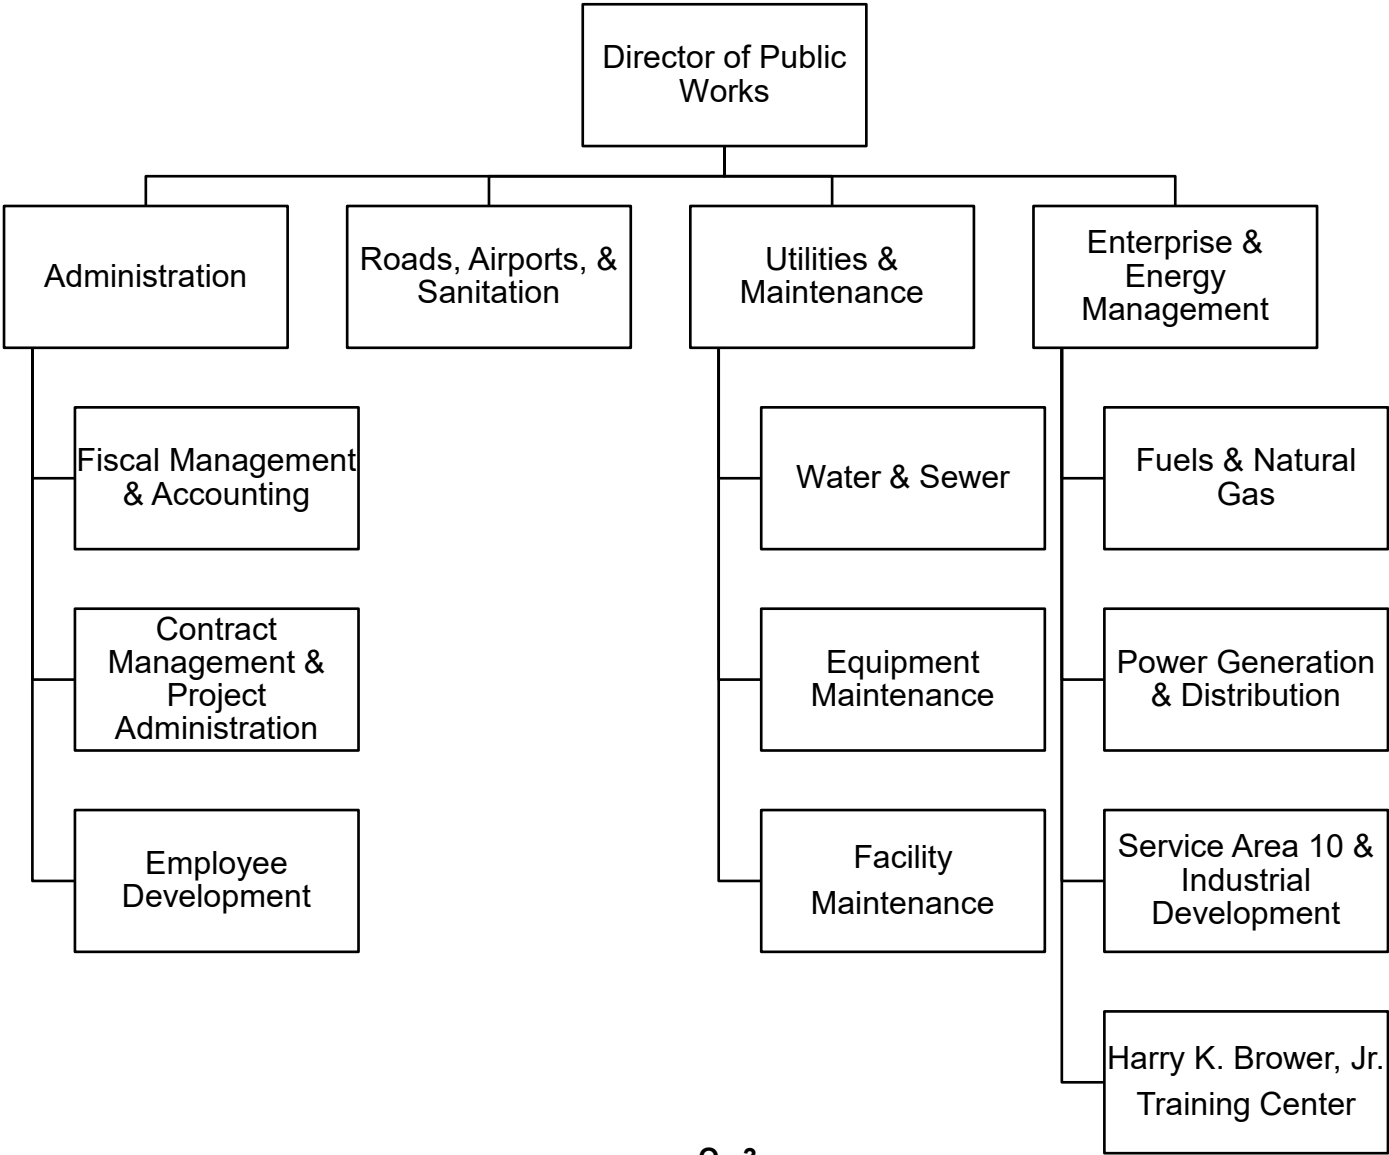 Director of Public
Works
Administration
Roads, Airports, &
Sanitation
Utilities &
Maintenance
Enterprise &
Energy
Management
Fiscal Management
& Accounting
Contract
Management &
Project
Administration
Employee
Development
Water & Sewer
Equipment
Maintenance
Facility
Maintenance
Fuels & Natural
Gas
Power Generation
& Distribution
Service Area 10 &
Industrial
Development
Harry K. Brower, Jr.
Training Center